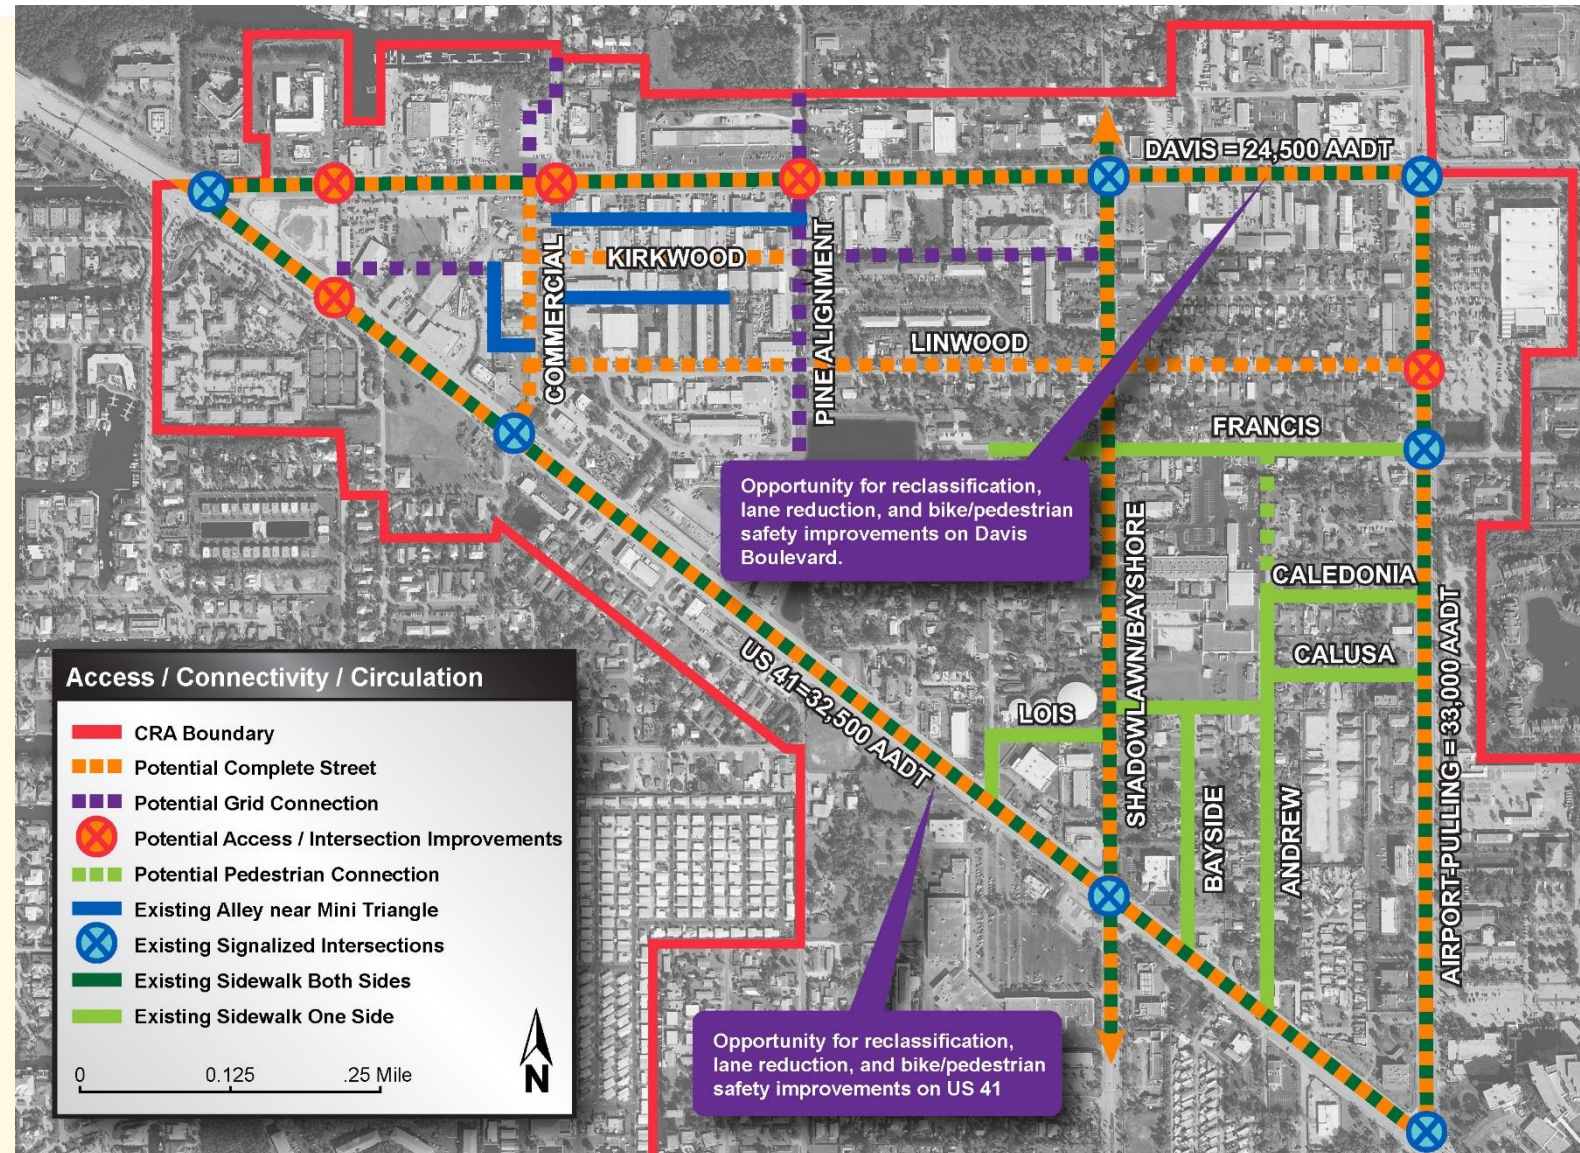 DAVIS = 24,500 AADT
COMMERCIAL
KIRKWOOD
PINE ALIGNMENT
LINWOOD
FRANCIS
Opportunity for reclassification,
lane reduction, and bike/pedestrian
safety improvements on Davis
Boulevard.
SHADOWLAWN/BAYSHORE
CALEDONIA
CALUSA
US 41=32,500 AADT
LOIS
BAYSIDE
ANDREW
AIRPORT-PULLING = 33,000 AADT
Opportunity for reclassification,
lane reduction, and bike/pedestrian
safety improvements on US 41
Access / Connectivity / Circulation
CRA Boundary
Potential Complete Street
Potential Grid Connection
Potential Access / Intersection Improvements
Potential Pedestrian Connection
Existing Alley near Mini Triangle
Existing Signalized Intersections
Existing Sidewalk Both Sides
Existing Sidewalk One Side
0 0.125 .25 Mile
N